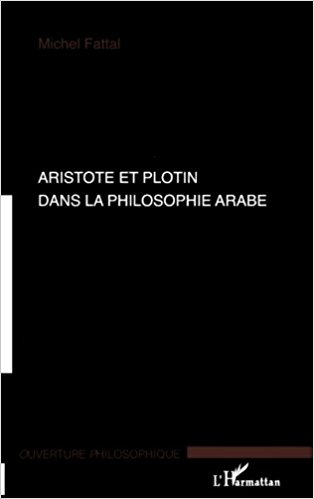 Michel Fattal
ARISTOTE ET PLOTIN
DANS LA PHILOSOPHIE ARABE
OUVERTURE PHILOSOPHIQUE
L'Harmattan